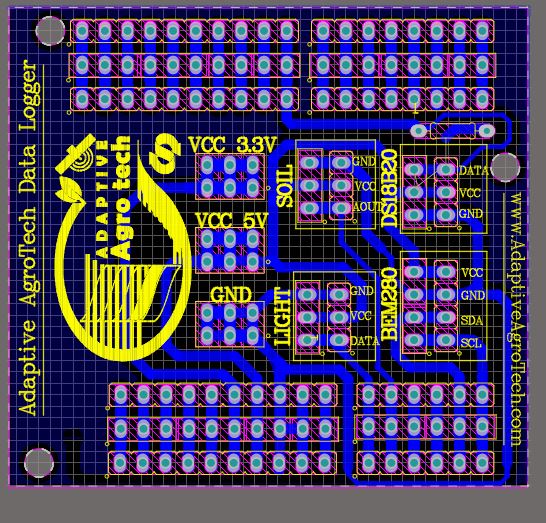 Adaptive AgroTech Data Logger
ADAPTIVE
Agro tech
S
VCC 3.3V
VCC 5V
GND
SOIL
GND
VCC
AOUT
DS18B20
DATA
VCC
GND
LIGHT
GND
VCC
DATA
BEM280
VCC
GND
SDA
SCL
www.AdaptiveAgroTech.com